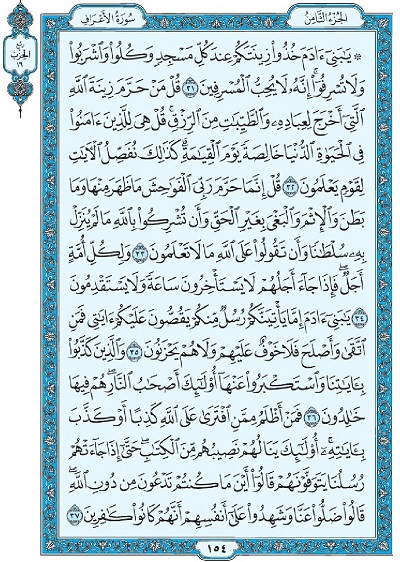 الجزء الثامن
سورة الأعراف
ربع
الحزب
١٦
۞ يَٰبَنِيٓ ءَادَمَ خُذُواْ زِينَتَكُمۡ عِندَ كُلِّ مَسۡجِدٖ وَكُلُواْ وَٱشۡرَبُواْ
وَلَا تُسۡرِفُوٓاْۚ إِنَّهُۥ لَا يُحِبُّ ٱلۡمُسۡرِفِينَ ٣١ قُلۡ مَنۡ حَرَّمَ زِينَةَ ٱللَّهِ
ٱلَّتِيٓ أَخۡرَجَ لِعِبَادِهِۦ وَٱلطَّيِّبَٰتِ مِنَ ٱلرِّزۡقِۚ قُلۡ هِيَ لِلَّذِينَ ءَامَنُواْ
فِي ٱلۡحَيَوٰةِ ٱلدُّنۡيَا خَالِصَةٗ يَوۡمَ ٱلۡقِيَٰمَةِۗ كَذَٰلِكَ نُفَصِّلُ ٱلۡأٓيَٰتِ
لِقَوۡمٖ يَعۡلَمُونَ ٣٢ قُلۡ إِنَّمَا حَرَّمَ رَبِّيَ ٱلۡفَوَٰحِشَ مَا ظَهَرَ مِنۡهَا وَمَا
بَطَنَ وَٱلۡإِثۡمَ وَٱلۡبَغۡيَ بِغَيۡرِ ٱلۡحَقِّ وَأَن تُشۡرِكُواْ بِٱللَّهِ مَا لَمۡ يُنَزِّلۡ
بِهِۦ سُلۡطَٰنٗا وَأَن تَقُولُواْ عَلَى ٱللَّهِ مَا لَا تَعۡلَمُونَ ٣٣ وَلِكُلِّ أُمَّةٍ
أَجَلٞۖ فَإِذَا جَآءَ أَجَلُهُمۡ لَا يَسۡتَأۡخِرُونَ سَاعَةٗ وَلَا يَسۡتَقۡدِمُونَ
٣٤ يَٰبَنِيٓ ءَادَمَ إِمَّا يَأۡتِيَنَّكُمۡ رُسُلٞ مِّنكُمۡ يَقُصُّونَ عَلَيۡكُمۡ ءَايَٰتِي فَمَنِ
ٱتَّقَىٰ وَأَصۡلَحَ فَلَا خَوۡفٌ عَلَيۡهِمۡ وَلَا هُمۡ يَحۡزَنُونَ ٣٥ وَٱلَّذِينَ كَذَّبُواْ
بِـَٔايَٰتِنَا وَٱسۡتَكۡبَرُواْ عَنۡهَآ أُوْلَٰٓئِكَ أَصۡحَٰبُ ٱلنَّارِۖ هُمۡ فِيهَا
خَٰلِدُونَ ٣٦ فَمَنۡ أَظۡلَمُ مِمَّنِ ٱفۡتَرَىٰ عَلَى ٱللَّهِ كَذِبًا أَوۡ كَذَّبَ
بِـَٔايَٰتِهِۦٓۚ أُوْلَٰٓئِكَ يَنَالُهُمۡ نَصِيبُهُم مِّنَ ٱلۡكِتَٰبِۖ حَتَّىٰٓ إِذَا جَآءَتۡهُمۡ
رُسُلُنَا يَتَوَفَّوۡنَهُمۡ قَالُوٓاْ أَيۡنَ مَا كُنتُمۡ تَدۡعُونَ مِن دُونِ ٱللَّهِۖ
قَالُواْ ضَلُّواْ عَنَّا وَشَهِدُواْ عَلَىٰٓ أَنفُسِهِمۡ أَنَّهُمۡ كَانُواْ كَٰفِرِينَ ٣٧
١٥٤